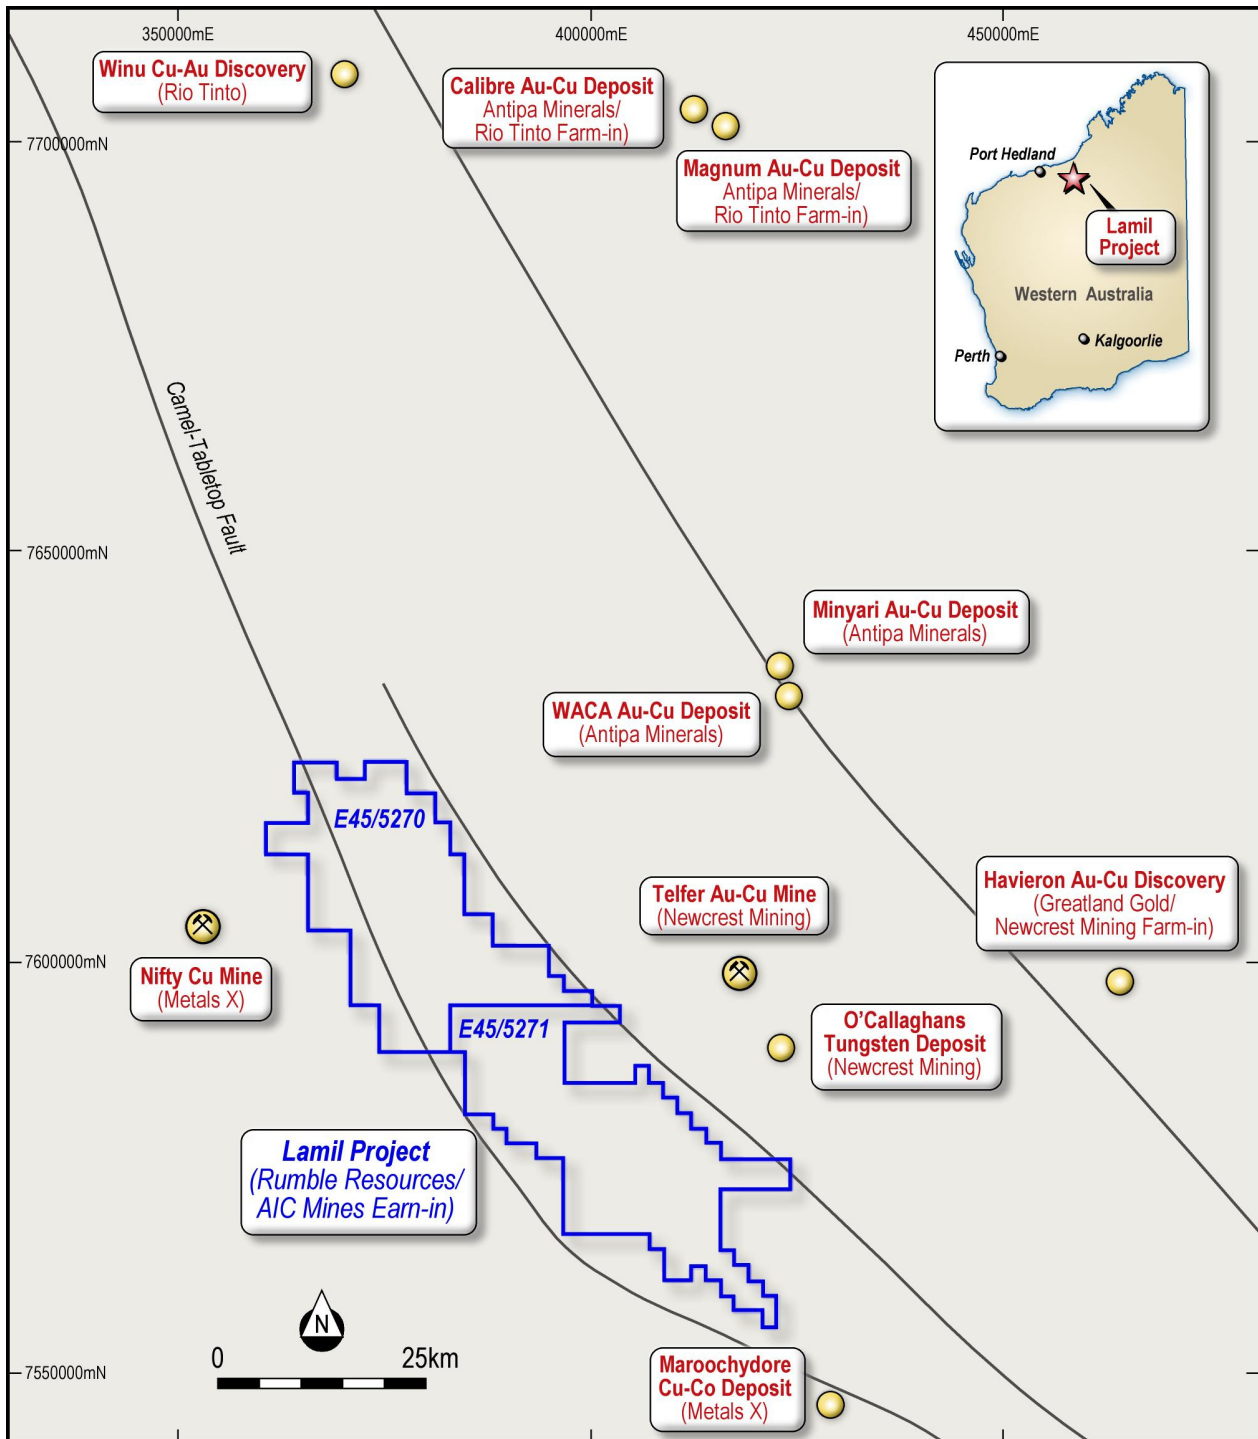 350000mE
400000mE
450000mE
Winu Cu-Au Discovery
(Rio Tinto)
Calibre Au-Cu Deposit
Antipa Minerals/
Rio Tinto Farm-in)
7700000mN
Magnum Au-Cu Deposit
Antipa Minerals/
Rio Tinto Farm-in)
Port Hedland
Lamil
Project
Western Australia
Perth
Kalgoorlie
Camel-Tabletop Fault
7650000mN
Minyari Au-Cu Deposit
(Antipa Minerals)
WACA Au-Cu Deposit
(Antipa Minerals)
E45/5270
Telfer Au-Cu Mine
(Newcrest Mining)
Havieron Au-Cu Discovery
(Greatland Gold/
Newcrest Mining Farm-in)
7600000mN
Nifty Cu Mine
(Metals X)
E45/5271
O'Callaghans
Tungsten Deposit
(Newcrest Mining)
Lamil Project
(Rumble Resources/
AIC Mines Earn-in)
N
0 25km
7550000mN
Maroochydore
Cu-Co Deposit
(Metals X)